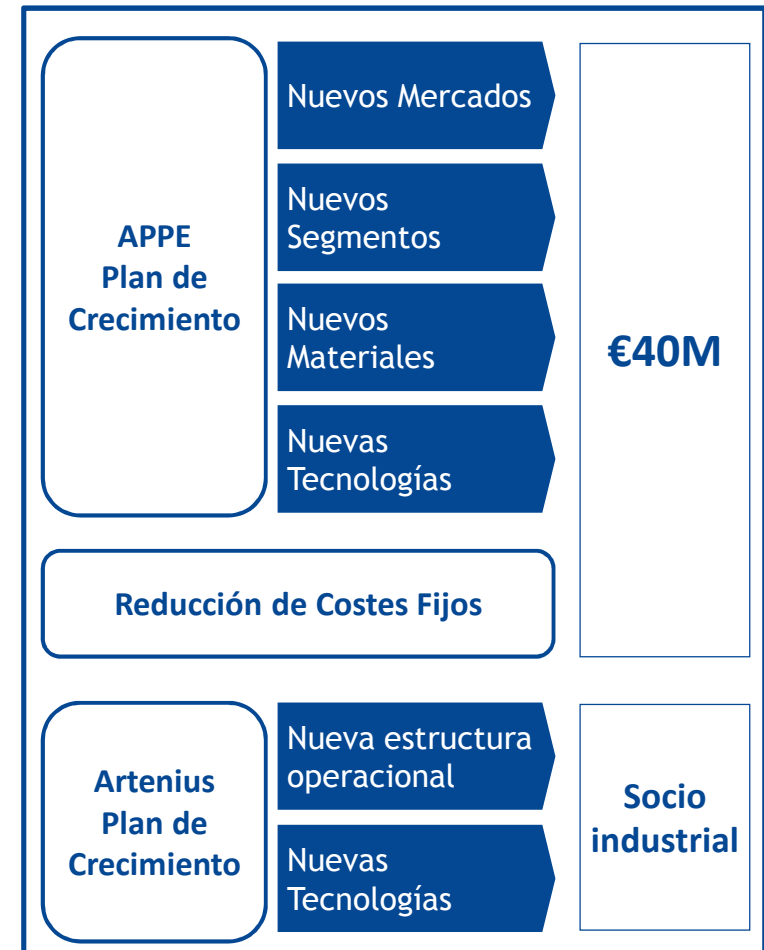 APPE
Plan de
Crecimiento
Nuevos Mercados
Nuevos
Segmentos
Nuevos
Materiales
Nuevas
Tecnologías
Reducción de Costes Fijos
€40M
Artenius
Plan de
Crecimiento
Nueva estructura
operacional
Nuevas
Tecnologías
Socio
industrial